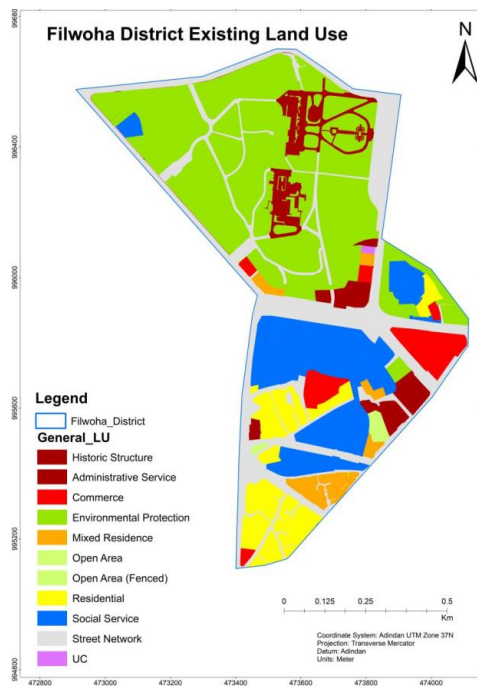 Filwoha District Existing Land Use
N
996800
996400
996000
995600
995200
994800
Legend
Filwoha_District
General_LU
Historic Structure
Administrative Service
Commerce
Environmental Protection
Mixed Residence
Open Area
Open Area (Fenced)
Residential
Social Service
Street Network
UC
0 0.125 0.25 0.5
Km
Coordinate System: Adindan UTM Zone 37N
Projection: Transverse Mercator
Datum: Adindan
Units: Meter
472800 473000 473200 473400 473600 473800 474000